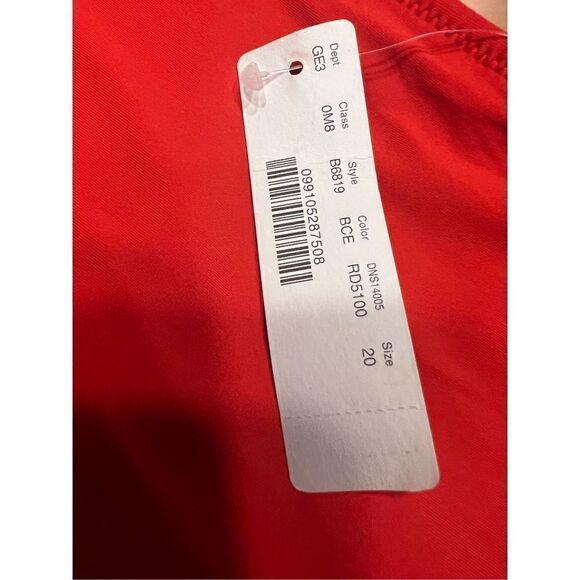 Dept Class Style Color DNS14005 Size
GE3 0M8 B6819 BCE RD5100 20
099105287508